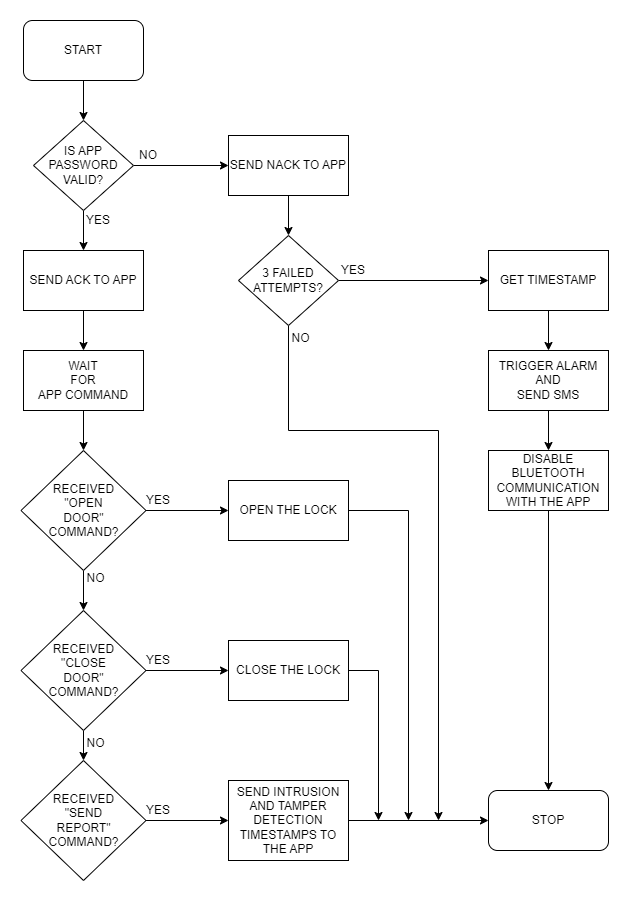 START
IS APP
PASSWORD
VALID?
NO
SEND NACK TO APP
YES
SEND ACK TO APP
3 FAILED
ATTEMPTS?
YES
GET TIMESTAMP
NO
WAIT
FOR
APP COMMAND
TRIGGER ALARM
AND
SEND SMS
DISABLE
BLUETOOTH
COMMUNICATION
WITH THE APP
RECEIVED
"OPEN
DOOR"
COMMAND?
YES
OPEN THE LOCK
NO
RECEIVED
"CLOSE
DOOR"
COMMAND?
YES
CLOSE THE LOCK
NO
RECEIVED
"SEND
REPORT"
COMMAND?
YES
SEND INTRUSION
AND TAMPER
DETECTION
TIMESTAMPS TO
THE APP
STOP